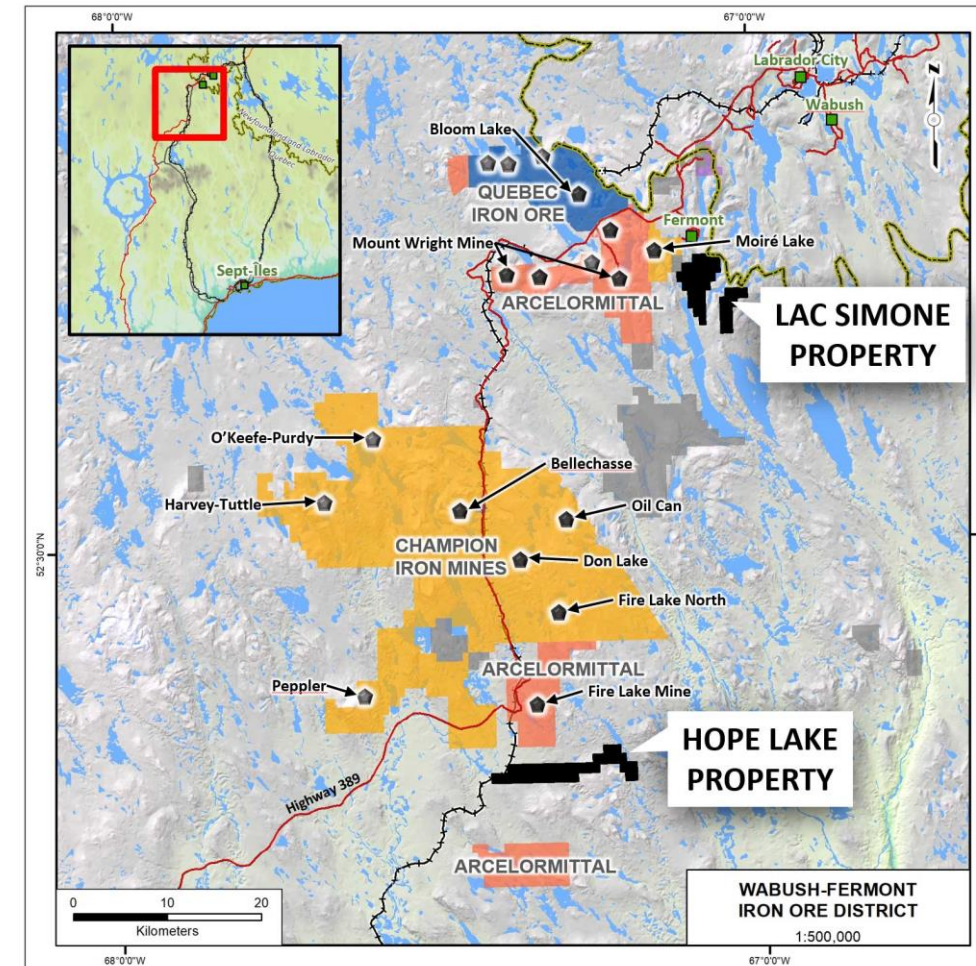 68°0'0"W
67°0'0"W
Newfoundland and Labrador
Quebec
Sept-Îles
Labrador City
Wabush
N
Bloom Lake
QUEBEC
IRON ORE
Fermont
Mount Wright Mine
Moiré Lake
ARCELORMITTAL
LAC SIMONE
PROPERTY
O'Keefe-Purdy
Bellechasse
Harvey-Tuttle
Oil Can
52°30'0"N
CHAMPION
IRON MINES
Don Lake
Fire Lake North
ARCELORMITTAL
Peppler
Fire Lake Mine
HOPE LAKE
PROPERTY
Highway 389
ARCELORMITTAL
0 10 20
Kilometers
WABUSH-FERMONT
IRON ORE DISTRICT
1:500,000
68°0'0"W
67°0'0"W